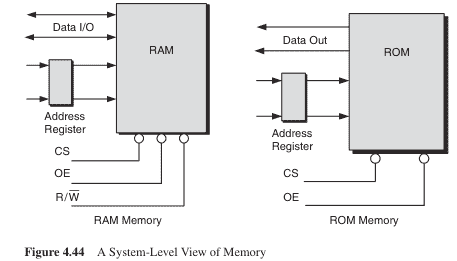 Data I/O
RAM
Address
Register
CS
OE
R/W̅
RAM Memory
Data Out
ROM
Address
Register
CS
OE
ROM Memory
Figure 4.44 A System-Level View of Memory